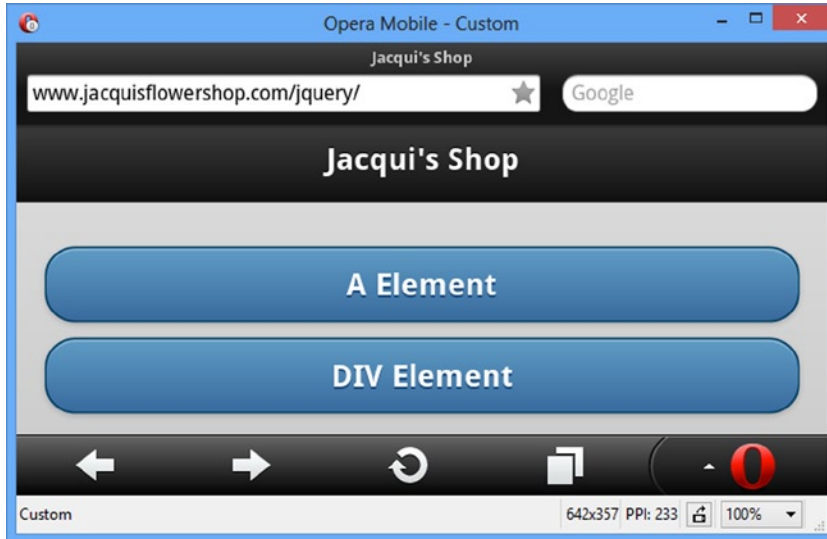 Opera Mobile - Custom
Jacqui's Shop
www.jacquisflowershop.com/jquery/ Google
Jacqui's Shop
A Element
DIV Element
Custom 642x357 PPI: 233 100%